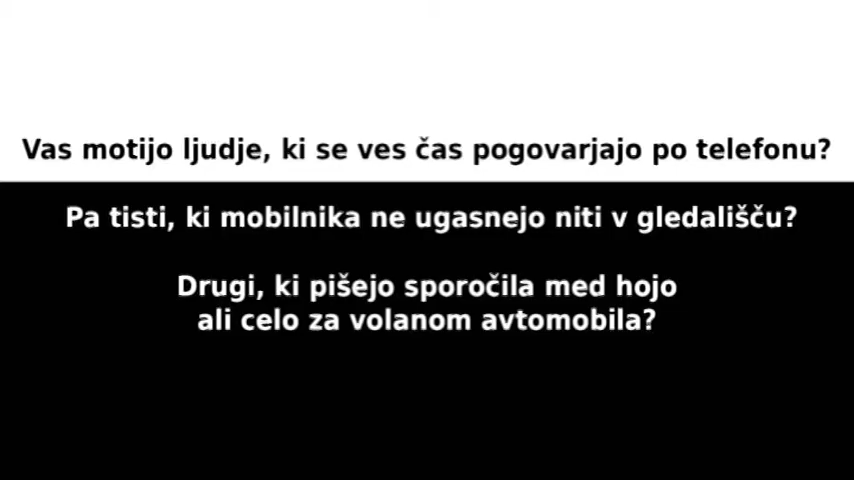 Vas motijo ljudje, ki se ves čas pogovarjajo po telefonu?
Pa tisti, ki mobilnika ne ugasnejo niti v gledališču?
Drugi, ki pišejo sporočila med hojo
ali celo za volanom avtomobila?